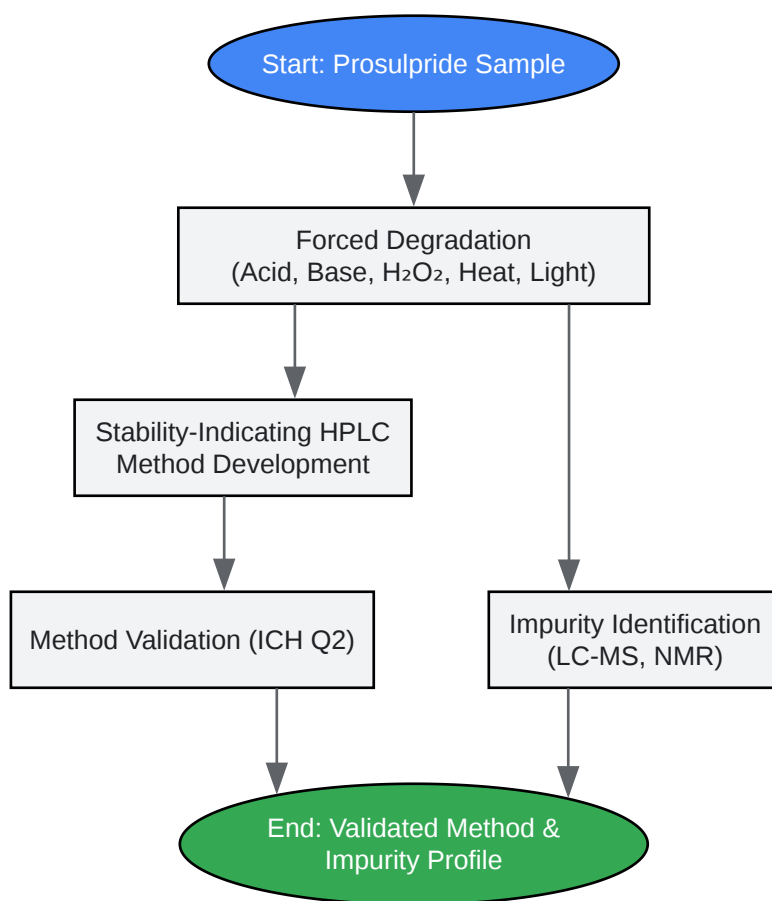 Start: Prosulpride Sample
Forced Degradation
(Acid, Base, H₂O₂, Heat, Light)
Stability-Indicating HPLC
Method Development
Method Validation (ICH Q2)
Impurity Identification
(LC-MS, NMR)
End: Validated Method &
Impurity Profile